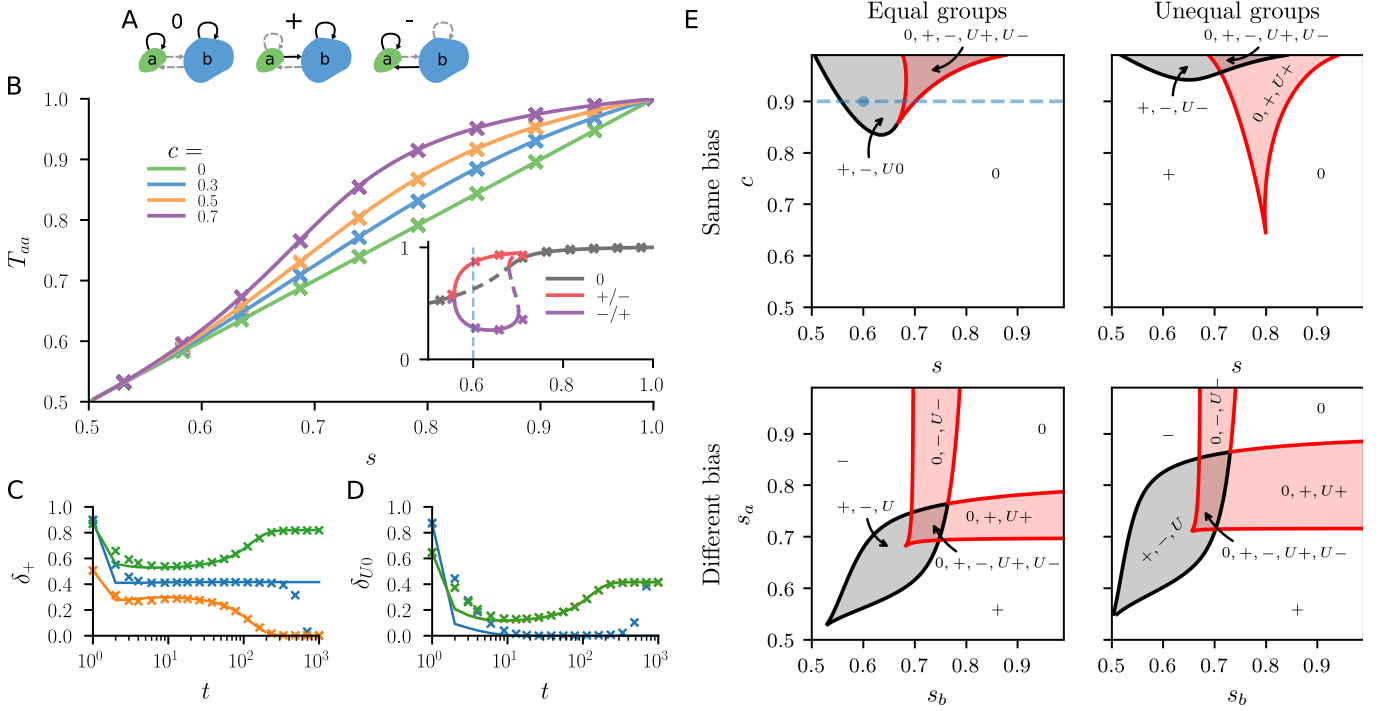 A
0
+
-
a
b
a
b
a
b
B
1.0
0.9
0.8
0.7
0.6
0.5
T_aa
c =
0
0.3
0.5
0.7
0.5
0.6
0.7
0.8
0.9
1.0
s
1
0
0.6
0.8
1.0
0
+/−
−/+
C
1.0
0.8
0.6
0.4
0.2
0.0
δ_+
10^0
10^1
10^2
10^3
t
D
1.0
0.8
0.6
0.4
0.2
0.0
δ_U0
10^0
10^1
10^2
10^3
t
E
Equal groups
Unequal groups
Same bias
c
0.9
0.8
0.7
0.6
0.5
0, +, −, U+, U−
+, −, U0
0
0.5
0.6
0.7
0.8
0.9
s
0, +, −, U+, U−
+, −, U−
0, +, U+
+
0
0.5
0.6
0.7
0.8
0.9
s
Different bias
s_a
0.9
0.8
0.7
0.6
0.5
−
0, −, U−
0
+, −, U
0, +, U+
0, +, −, U+, U−
+
0.5
0.6
0.7
0.8
0.9
s_b
−
0, −, U−
0
+, −, U
0, +, U+
0, +, −, U+, U−
+
0.5
0.6
0.7
0.8
0.9
s_b